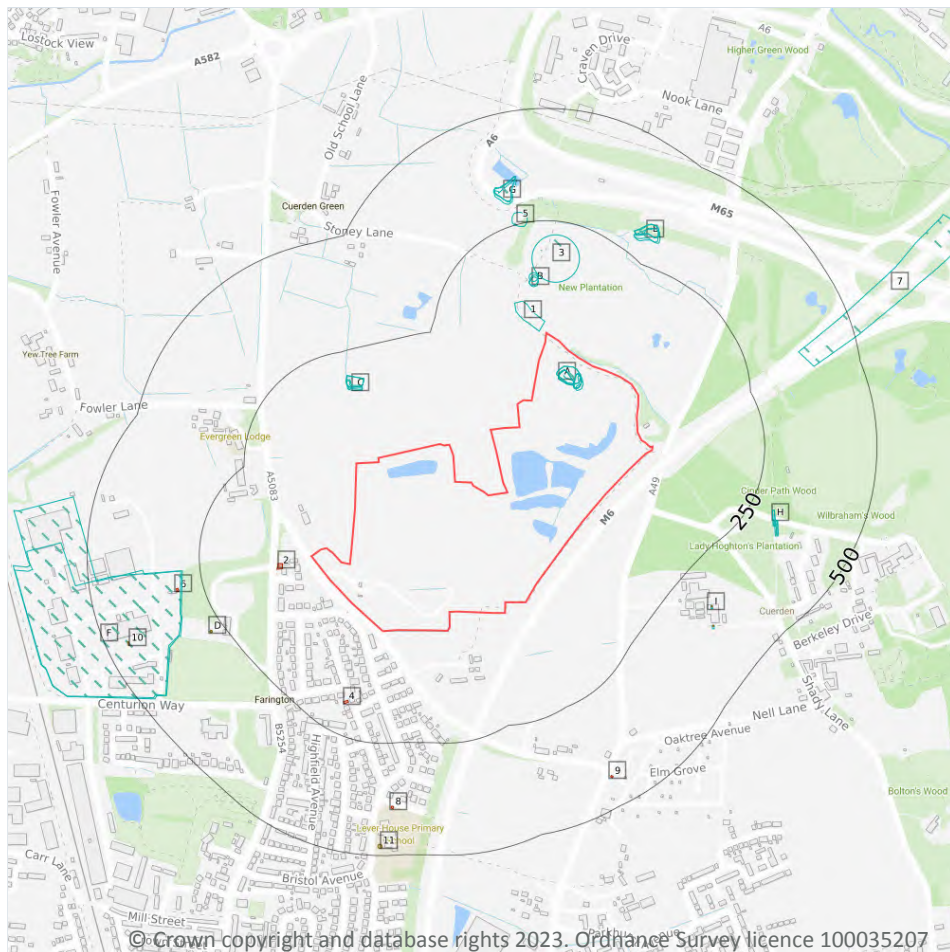 Lostock View
A582
Craven Drive
A6
Higher Green Wood
Nook Lane
Old School Lane
A6
Fowler Avenue
Cuerden Green
G
5
M65
Stoney Lane
E
3
7
B
New Plantation
1
Yew Tree Farm
A
C
Fowler Lane
Evergreen Lodge
A5083
A49
M6
Cinder Path Wood
250
H
Wilbraham's Wood
Lady Hoghton's Plantation
500
2
6
I
Cuerden
D
F
10
Berkeley Drive
4
Farington
Centurion Way
B5254
Shady Lane
Nell Lane
Oaktree Avenue
Highfield Avenue
9
Elm Grove
8
Bolton's Wood
Lever House Primary
School
11
Carr Lane
Bristol Avenue
Mill Street
© Crown copyright and database rights 2023. Ordnance Survey licence 100035207